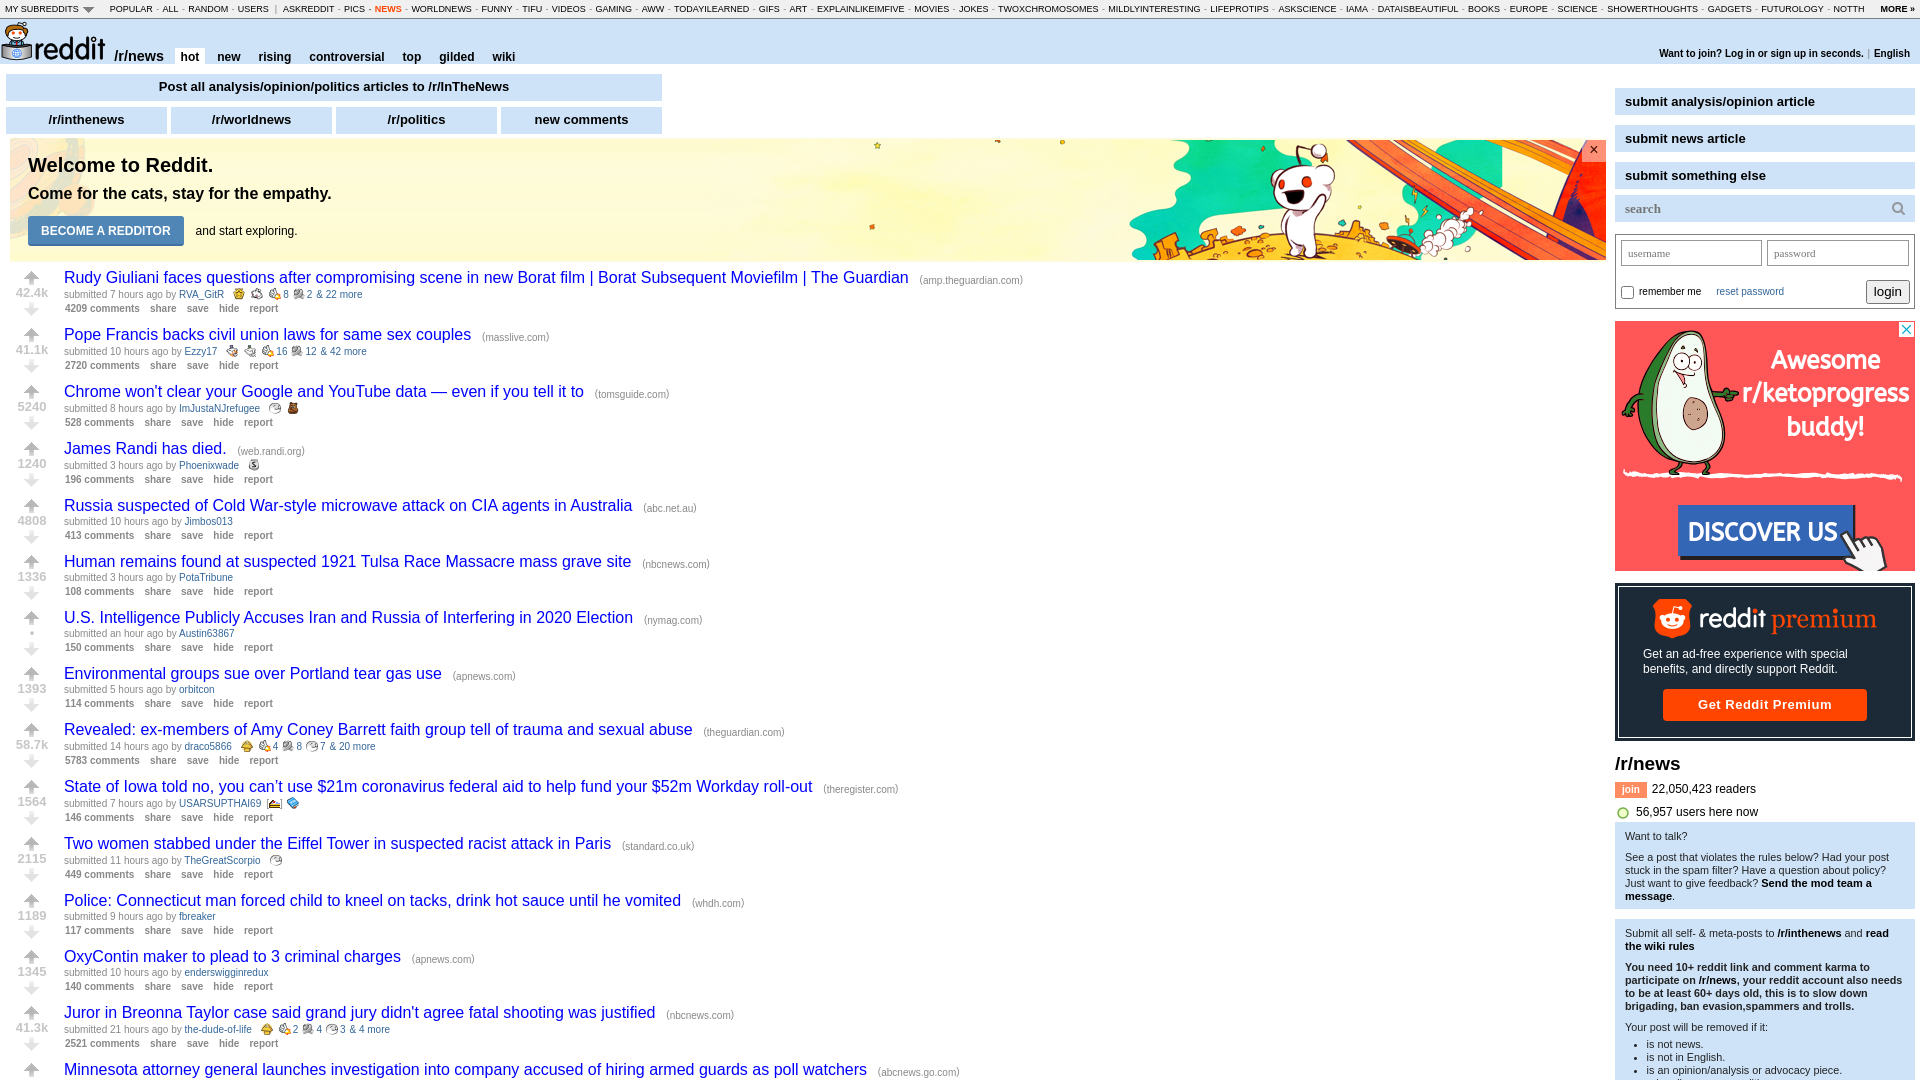 MY SUBREDDITS POPULAR - ALL - RANDOM - USERS | ASKREDDIT - PICS - NEWS - WORLDNEWS - FUNNY - TIFU - VIDEOS - GAMING - AWW - TODAYILEARNED - GIFS - ART - EXPLAINLIKEIMFIVE - MOVIES - JOKES - TWOXCHROMOSOMES - MILDLYINTERESTING - LIFEPROTIPS - ASKSCIENCE - IAMA - DATAISBEAUTIFUL - BOOKS - EUROPE - SCIENCE - SHOWERTHOUGHTS - GADGETS - FUTUROLOGY - NOTTH MORE »
reddit /r/news hot new rising controversial top gilded wiki
Want to join? Log in or sign up in seconds. | English
Post all analysis/opinion/politics articles to /r/InTheNews
/r/inthenews /r/worldnews /r/politics new comments
Welcome to Reddit.
Come for the cats, stay for the empathy.
BECOME A REDDITOR and start exploring.
×
Rudy Giuliani faces questions after compromising scene in new Borat film | Borat Subsequent Moviefilm | The Guardian (amp.theguardian.com)
42.4k
submitted 7 hours ago by RVA_GitR 8 2 & 22 more
4209 comments share save hide report
Pope Francis backs civil union laws for same sex couples (masslive.com)
41.1k
submitted 10 hours ago by Ezzy17 16 12 & 42 more
2720 comments share save hide report
Chrome won't clear your Google and YouTube data — even if you tell it to (tomsguide.com)
5240
submitted 8 hours ago by ImJustaNJrefugee
528 comments share save hide report
James Randi has died. (web.randi.org)
1240
submitted 3 hours ago by Phoenixwade
196 comments share save hide report
Russia suspected of Cold War-style microwave attack on CIA agents in Australia (abc.net.au)
4808
submitted 10 hours ago by Jimbos013
413 comments share save hide report
Human remains found at suspected 1921 Tulsa Race Massacre mass grave site (nbcnews.com)
1336
submitted 3 hours ago by PotaTribune
108 comments share save hide report
U.S. Intelligence Publicly Accuses Iran and Russia of Interfering in 2020 Election (nymag.com)
•
submitted an hour ago by Austin63867
150 comments share save hide report
Environmental groups sue over Portland tear gas use (apnews.com)
1393
submitted 5 hours ago by orbitcon
114 comments share save hide report
Revealed: ex-members of Amy Coney Barrett faith group tell of trauma and sexual abuse (theguardian.com)
58.7k
submitted 14 hours ago by draco5866 4 8 7 & 20 more
5783 comments share save hide report
State of Iowa told no, you can’t use $21m coronavirus federal aid to help fund your $52m Workday roll-out (theregister.com)
1564
submitted 7 hours ago by USARSUPTHAI69
146 comments share save hide report
Two women stabbed under the Eiffel Tower in suspected racist attack in Paris (standard.co.uk)
2115
submitted 11 hours ago by TheGreatScorpio
449 comments share save hide report
Police: Connecticut man forced child to kneel on tacks, drink hot sauce until he vomited (whdh.com)
1189
submitted 9 hours ago by fbreaker
117 comments share save hide report
OxyContin maker to plead to 3 criminal charges (apnews.com)
1345
submitted 10 hours ago by enderswigginredux
140 comments share save hide report
Juror in Breonna Taylor case said grand jury didn't agree fatal shooting was justified (nbcnews.com)
41.3k
submitted 21 hours ago by the-dude-of-life 2 4 3 & 4 more
2521 comments share save hide report
Minnesota attorney general launches investigation into company accused of hiring armed guards as poll watchers (abcnews.go.com)
submit analysis/opinion article
submit news article
submit something else
search
username password
remember me reset password login
Awesome
r/ketoprogress
buddy!
DISCOVER US
reddit premium
Get an ad-free experience with special
benefits, and directly support Reddit.
Get Reddit Premium
/r/news
join 22,050,423 readers
56,957 users here now
Want to talk?
See a post that violates the rules below? Had your post
stuck in the spam filter? Have a question about policy?
Just want to give feedback? Send the mod team a
message.
Submit all self- & meta-posts to /r/inthenews and read
the wiki rules
You need 10+ reddit link and comment karma to
participate on /r/news, your reddit account also needs
to be at least 60+ days old, this is to slow down
brigading, ban evasion,spammers and trolls.
Your post will be removed if it:
• is not news.
• is not in English.
• is an opinion/analysis or advocacy piece.